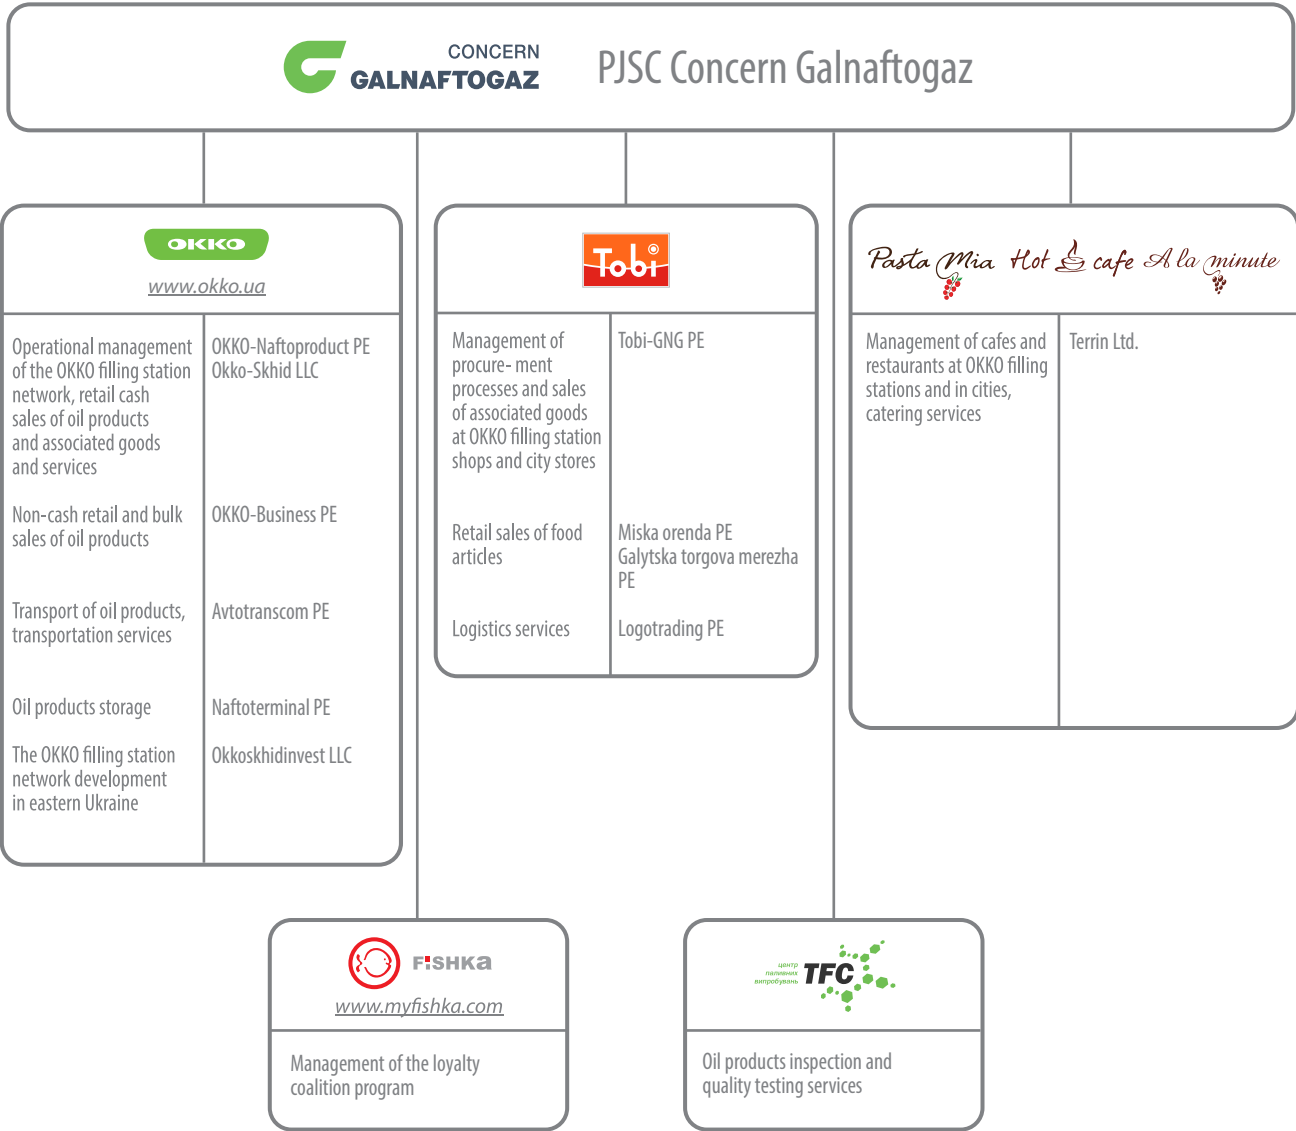 CONCERN
GALNAFTOGAZ
PJSC Concern Galnaftogaz
OKKO
www.okko.ua
Operational management
of the OKKO filling station
network, retail cash
sales of oil products
and associated goods
and services
OKKO-Naftoproduct PE
Okko-Skhid LLC
Non-cash retail and bulk
sales of oil products
OKKO-Business PE
Transport of oil products,
transportation services
Avtotranscom PE
Oil products storage
Naftoterminal PE
The OKKO filling station
network development
in eastern Ukraine
Okkoskhidinvest LLC
Tobi
Management of
procure- ment
processes and sales
of associated goods
at OKKO filling station
shops and city stores
Tobi-GNG PE
Retail sales of food
articles
Miska orenda PE
Galytska torgova merezha
PE
Logistics services
Logotrading PE
Pasta Mia
Hot cafe
A la minute
Management of cafes and
restaurants at OKKO filling
stations and in cities,
catering services
Terrin Ltd.
FISHKA
www.myfishka.com
Management of the loyalty
coalition program
центр
паливних
випробувань
TFC
Oil products inspection and
quality testing services